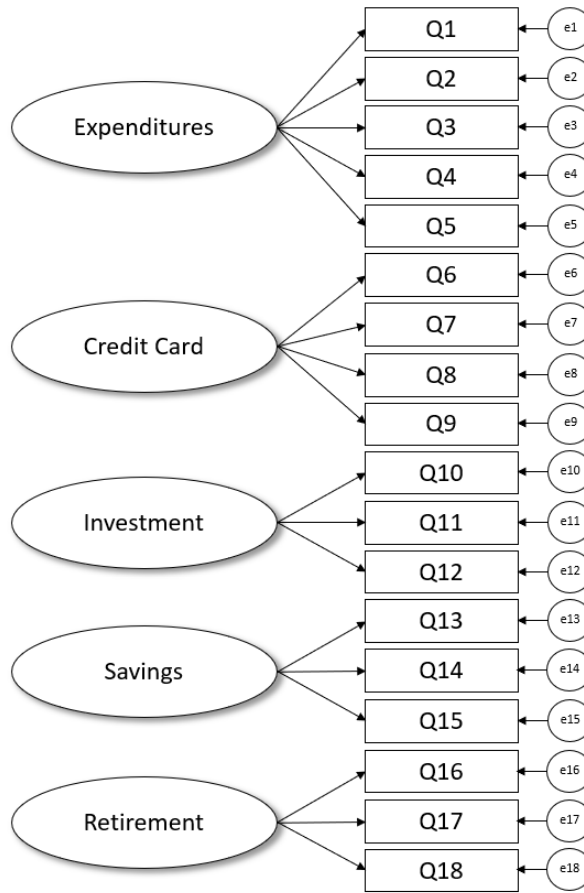 Expenditures
Q1
e1
Q2
e2
Q3
e3
Q4
e4
Q5
e5
Credit Card
Q6
e6
Q7
e7
Q8
e8
Q9
e9
Investment
Q10
e10
Q11
e11
Q12
e12
Savings
Q13
e13
Q14
e14
Q15
e15
Retirement
Q16
e16
Q17
e17
Q18
e18